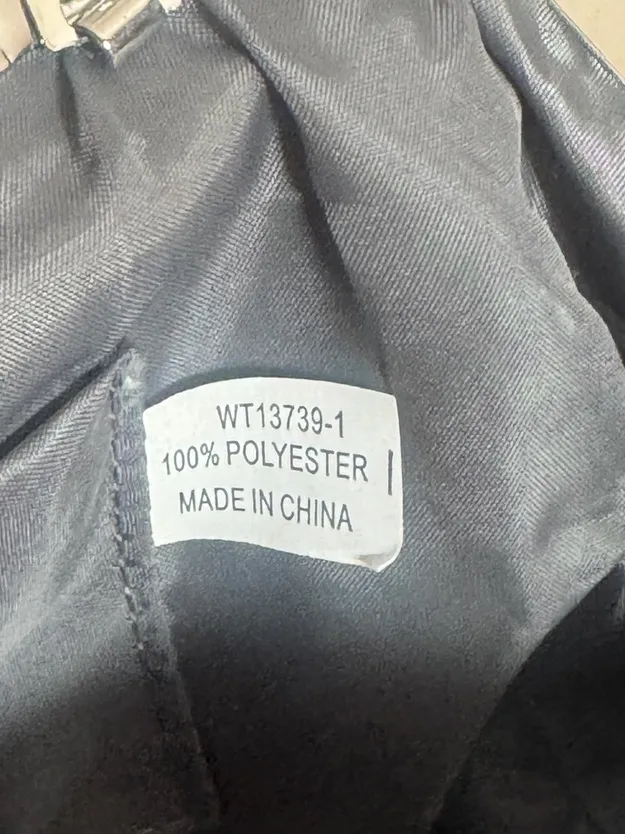 WT13739-1
100% POLYESTER
MADE IN CHINA